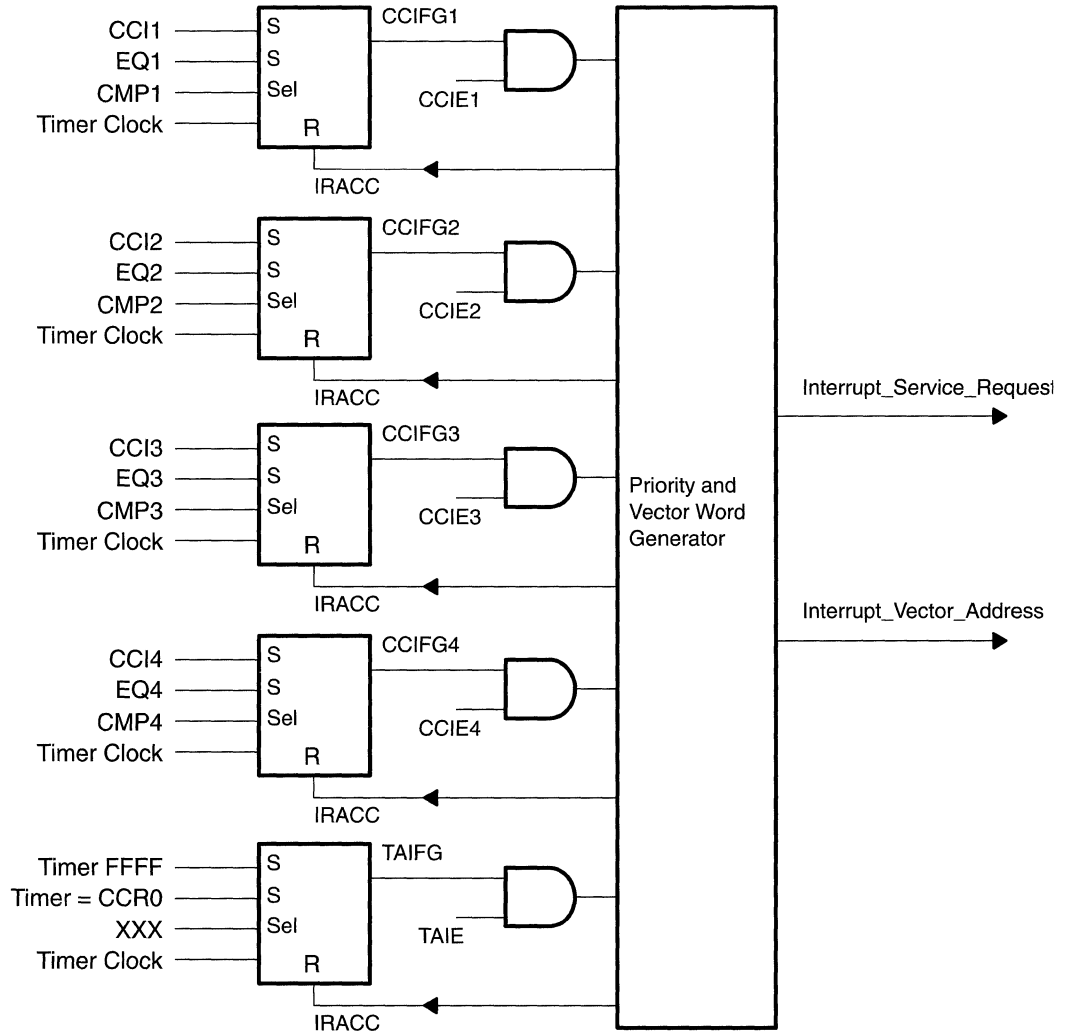 CCI1
EQ1
CMP1
Timer Clock
S
S
Sel
R
CCIFG1
CCIE1
IRACC
CCI2
EQ2
CMP2
Timer Clock
S
S
Sel
R
CCIFG2
CCIE2
IRACC
CCI3
EQ3
CMP3
Timer Clock
S
S
Sel
R
CCIFG3
CCIE3
IRACC
CCI4
EQ4
CMP4
Timer Clock
S
S
Sel
R
CCIFG4
CCIE4
IRACC
Timer FFFF
Timer = CCR0
XXX
Timer Clock
S
S
Sel
R
TAIFG
TAIE
IRACC
Priority and
Vector Word
Generator
Interrupt_Service_Request
Interrupt_Vector_Address